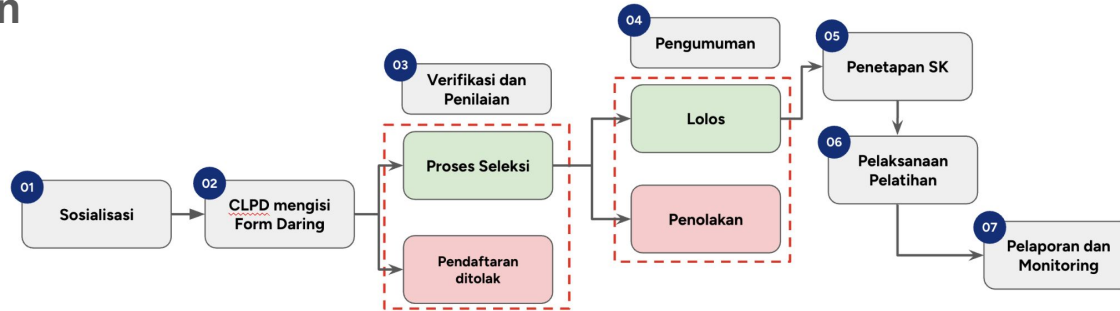 n
01
Sosialisasi
02
CLPD mengisi
Form Daring
03
Verifikasi dan
Penilaian
Proses Seleksi
Pendaftaran
ditolak
04
Pengumuman
Lolos
Penolakan
05
Penetapan SK
06
Pelaksanaan
Pelatihan
07
Pelaporan dan
Monitoring